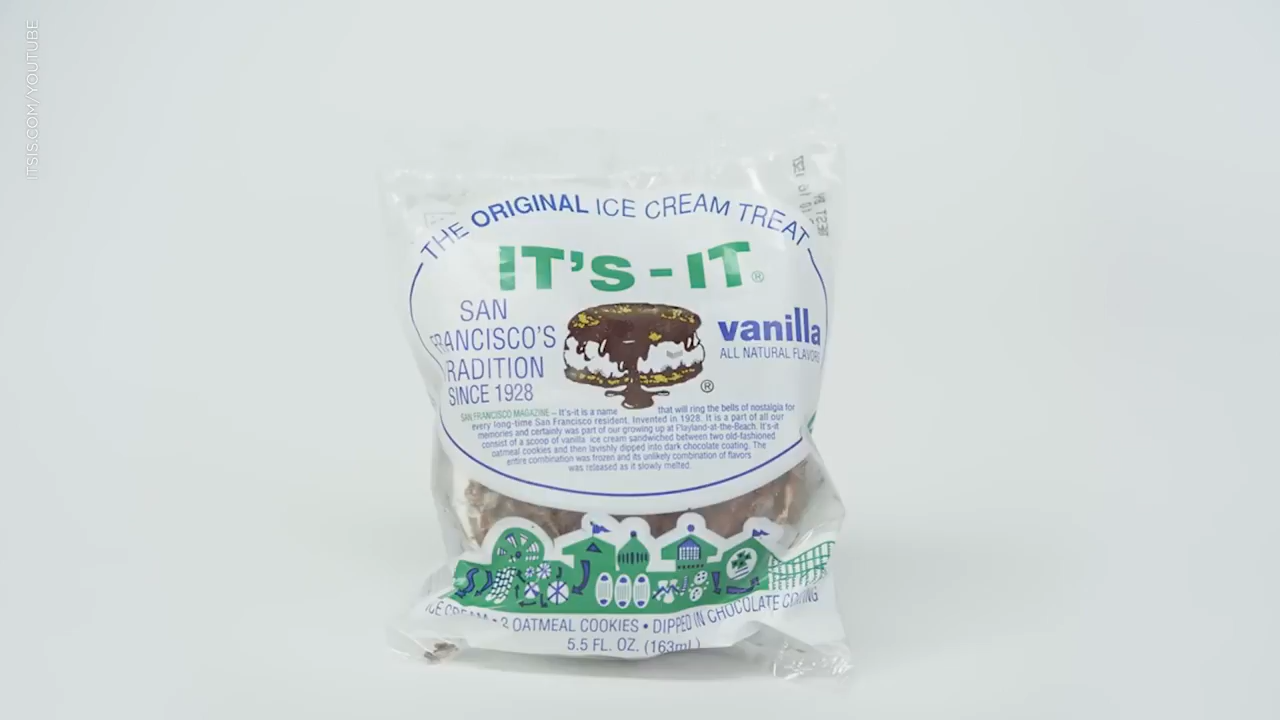 ITSIS.COM/YOUTUBE
THE ORIGINAL ICE CREAM TREAT
IT'S-IT®
SAN
FRANCISCO'S
TRADITION
SINCE 1928
vanilla
ALL NATURAL FLAVORS
®
SAN FRANCISCO MAGAZINE – It's-it is a name that will ring the bells of nostalgia for
every long-time San Francisco resident. Invented in 1928. It is a part of all our
memories and certainly was part of our growing up at Playland-at-the-Beach. It's-it
consist of a scoop of vanilla ice cream sandwiched between two old-fashioned
oatmeal cookies and then lavishly dipped into dark chocolate coating. The
entire combination was frozen and its unlikely combination of flavors
was released as it slowly melted.
ICE CREAM • 2 OATMEAL COOKIES • DIPPED IN CHOCOLATE COATING
5.5 FL. OZ. (163mL)